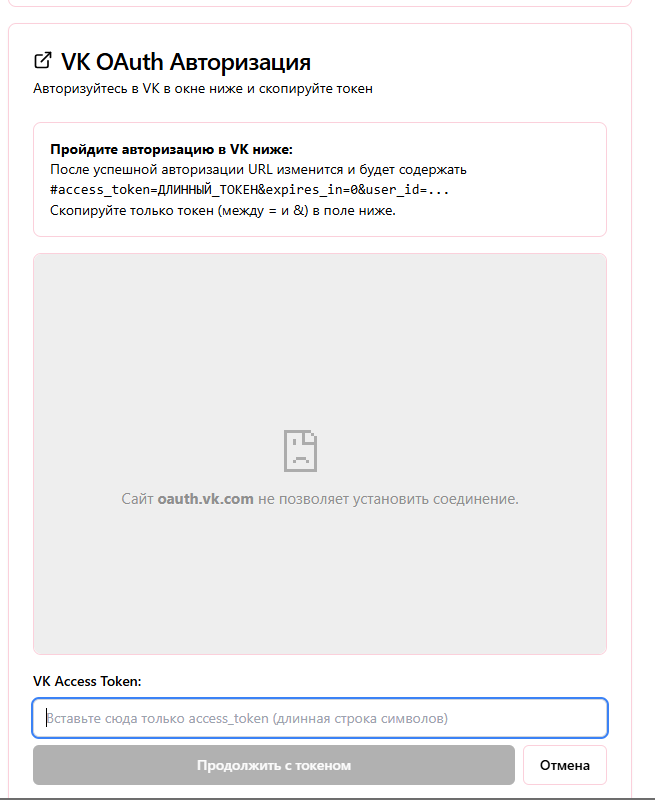 VK OAuth Авторизация
Авторизуйтесь в VK в окне ниже и скопируйте токен
Пройдите авторизацию в VK ниже:
После успешной авторизации URL изменится и будет содержать
#access_token=ДЛИННЫЙ_ТОКЕН&expires_in=0&user_id=...
Скопируйте только токен (между = и &) в поле ниже.
Сайт oauth.vk.com не позволяет установить соединение.
VK Access Token:
Вставьте сюда только access_token (длинная строка символов)
Продолжить с токеном
Отмена